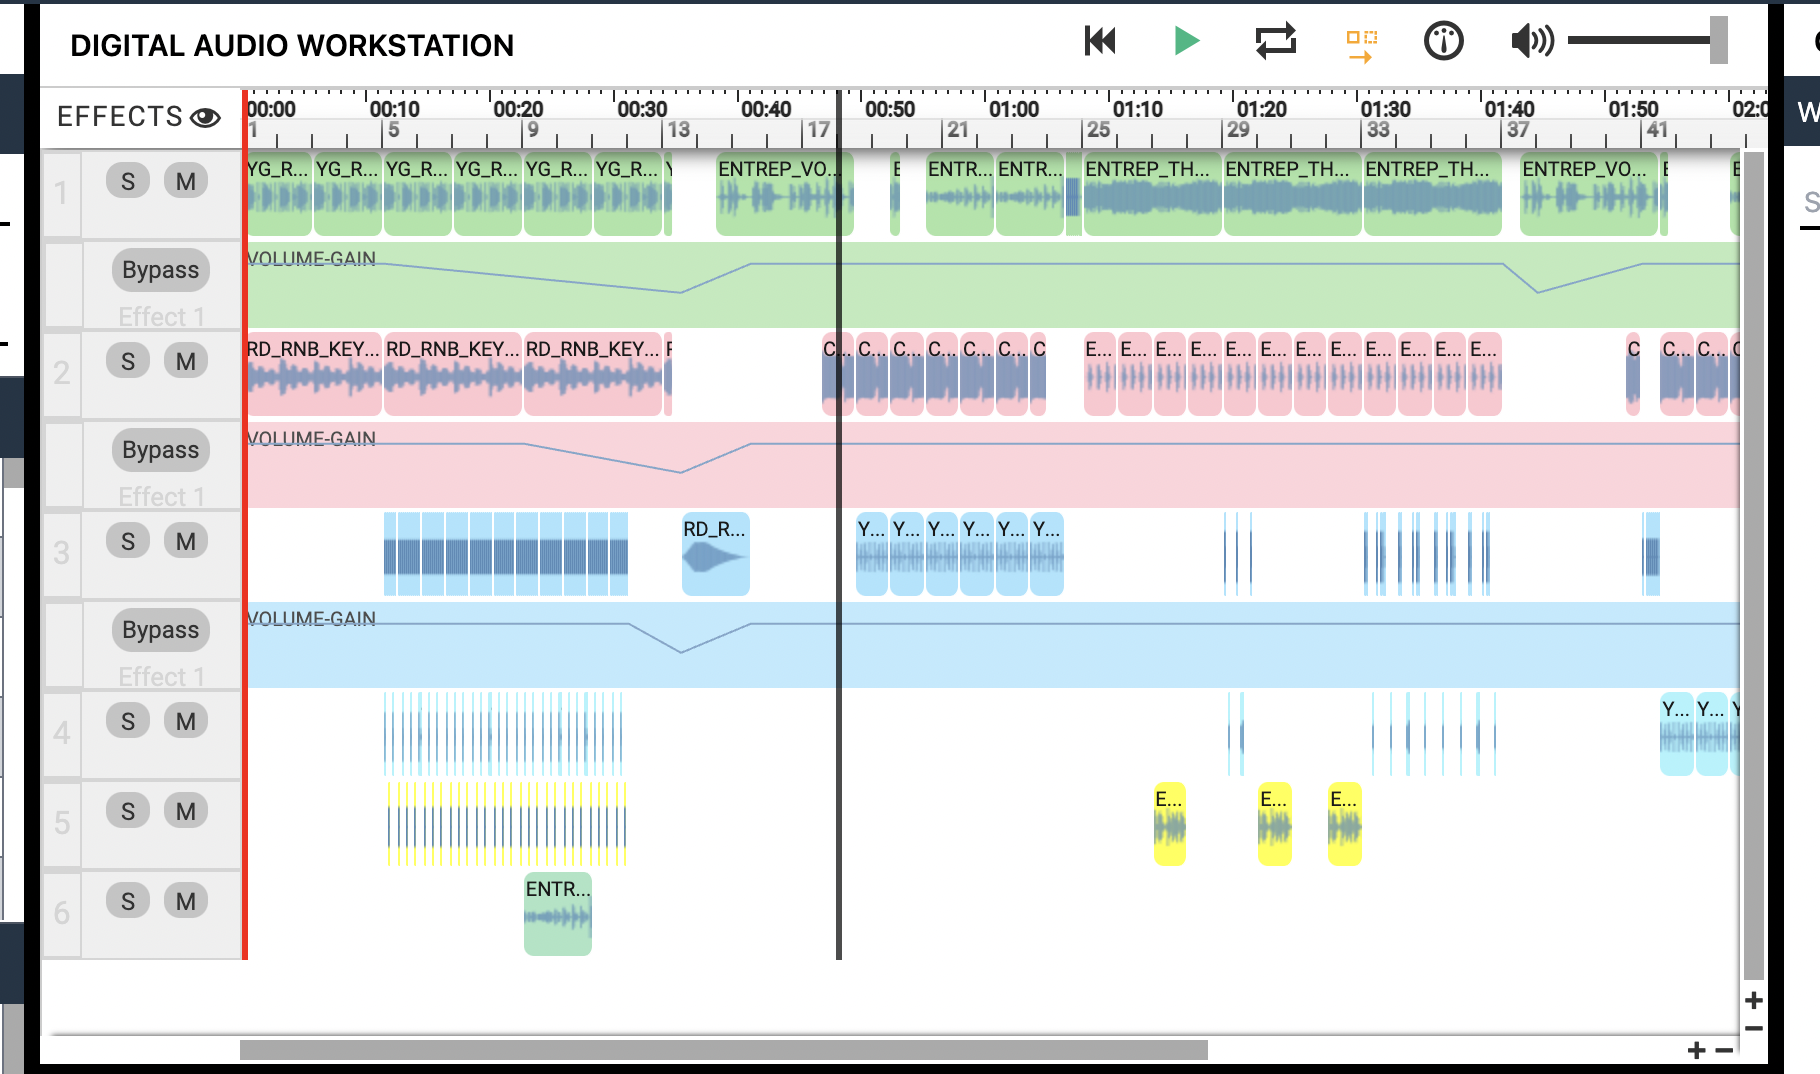 DIGITAL AUDIO WORKSTATION
EFFECTS
00:00 00:10 00:20 00:30 00:40 00:50 01:00 01:10 01:20 01:30 01:40 01:50 02:0
1 5 9 13 17 21 25 29 33 37 41
W
S
1 S M
YG_R... YG_R... YG_R... YG_R... YG_R... YG_R... Y ENTREP_VO... E ENTR... ENTR... ENTREP_TH... ENTREP_TH... ENTREP_TH... ENTREP_VO... E E
Bypass
Effect 1
VOLUME-GAIN
2 S M
RD_RNB_KEY... RD_RNB_KEY... RD_RNB_KEY... C... C... C... C... C... C... C E... E... E... E... E... E... E... E... E... E... E... E... C C... C... C
Bypass
Effect 1
VOLUME-GAIN
3 S M
RD_R... Y... Y... Y... Y... Y... Y...
Bypass
Effect 1
VOLUME-GAIN
4 S M
Y... Y... Y
5 S M
E... E... E...
6 S M
ENTR...